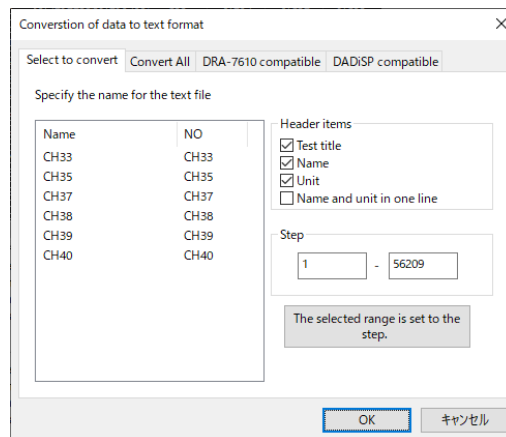 Converstion of data to text format
Select to convert Convert All DRA-7610 compatible DADiSP compatible
Specify the name for the text file
Name NO
CH33 CH33
CH35 CH35
CH37 CH37
CH38 CH38
CH39 CH39
CH40 CH40
Header items
Test title
Name
Unit
Name and unit in one line
Step
1 - 56209
The selected range is set to the
step.
OK キャンセル